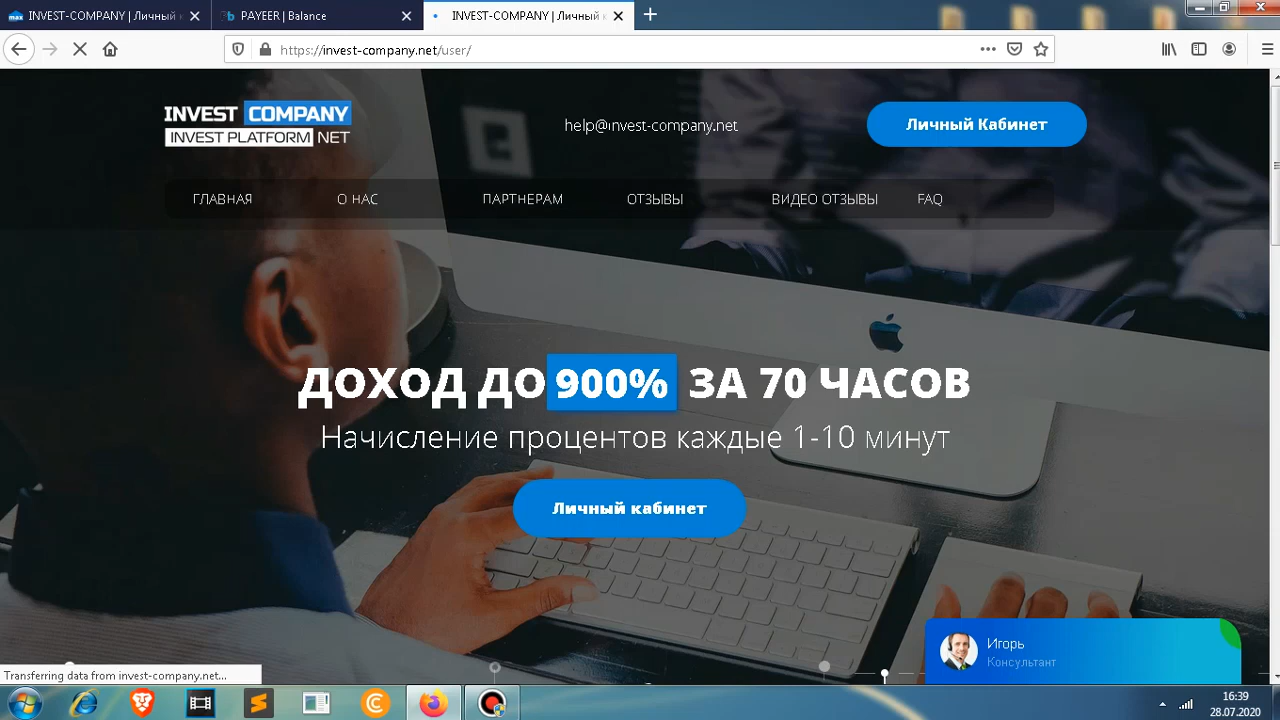 INVEST-COMPANY | Личный к
PAYEER | Balance
INVEST-COMPANY | Личный к
https://invest-company.net/user/
INVEST COMPANY
INVEST PLATFORM NET
help@invest-company.net
Личный Кабинет
ГЛАВНАЯ
О НАС
ПАРТНЕРАМ
ОТЗЫВЫ
ВИДЕО ОТЗЫВЫ
FAQ
ДОХОД ДО 900% ЗА 70 ЧАСОВ
Начисление процентов каждые 1-10 минут
Личный кабинет
Игорь
Консультант
Transferring data from invest-company.net...
16:39
28.07.2020